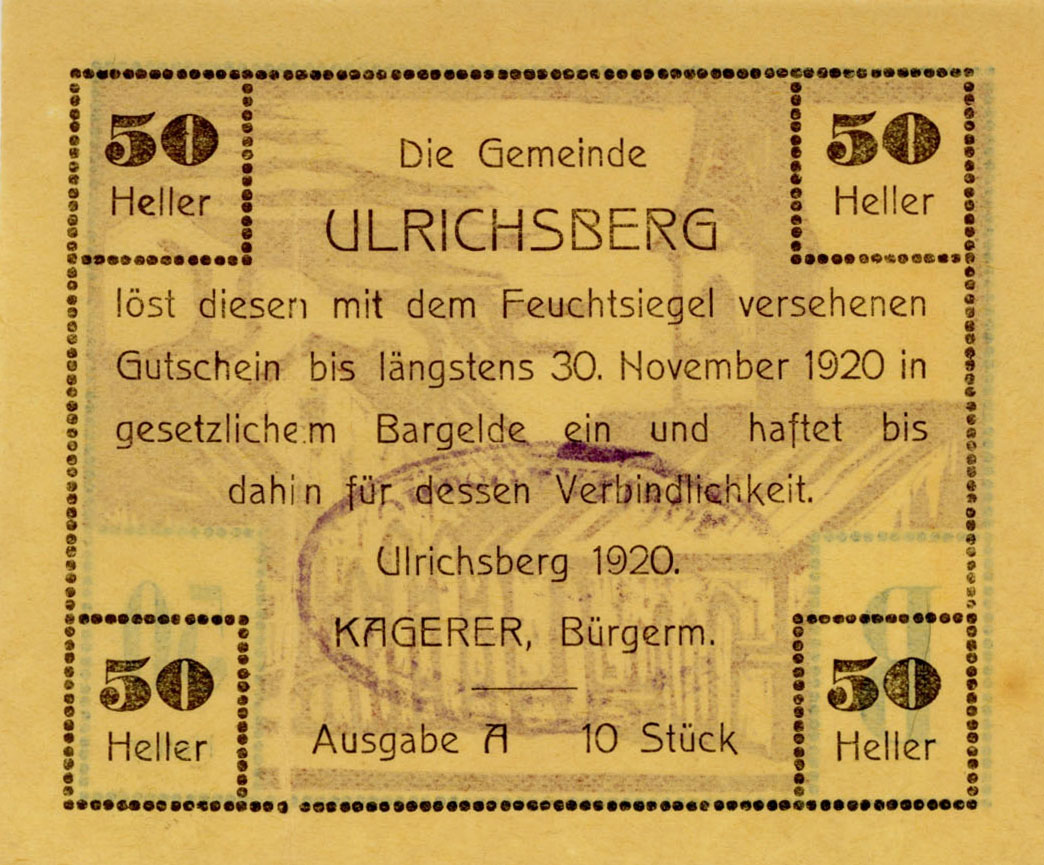 50 Heller
50 Heller
Die Gemeinde
ULRICHSBERG
löst diesen mit dem Feuchtsiegel versehenen
Gutschein bis längstens 30. November 1920 in
gesetzlichem Bargelde ein und haftet bis
dahin für dessen Verbindlichkeit.
Ulrichsberg 1920.
KAGERER, Bürgerm.
50 Heller
Ausgabe A 10 Stück
50 Heller